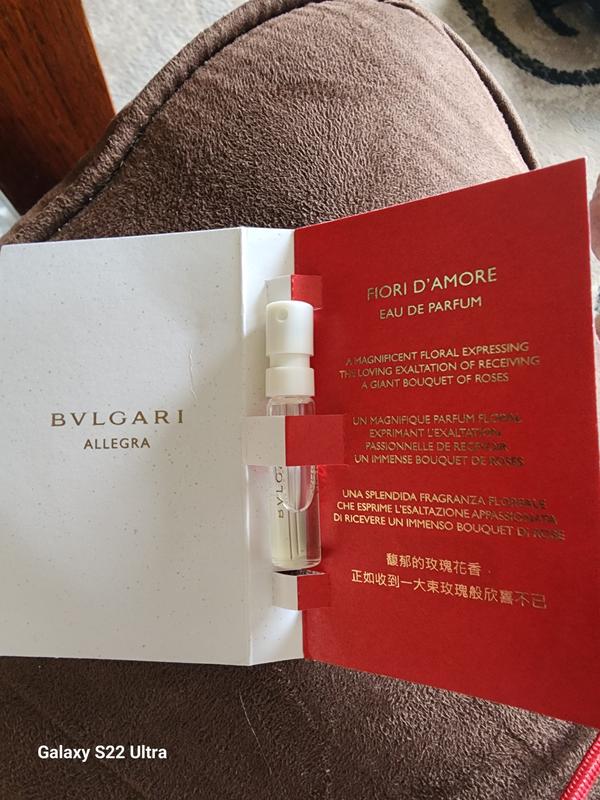 BVLGARI
ALLEGRA
FIORI D'AMORE
EAU DE PARFUM
A MAGNIFICENT FLORAL EXPRESSING
THE LOVING EXALTATION OF RECEIVING
A GIANT BOUQUET OF ROSES
UN MAGNIFIQUE PARFUM FLORAL
EXPRIMANT L'EXALTATION
PASSIONNELLE DE RECEVOIR
UN IMMENSE BOUQUET DE ROSES
UNA SPLENDIDA FRAGRANZA FLOREALE
CHE ESPRIME L'ESALTAZIONE APPASSIONATA
DI RICEVERE UN IMMENSO BOUQUET DI ROSE
馥郁的玫瑰花香，
正如收到一大束玫瑰般欣喜不已
BVLG
Galaxy S22 Ultra